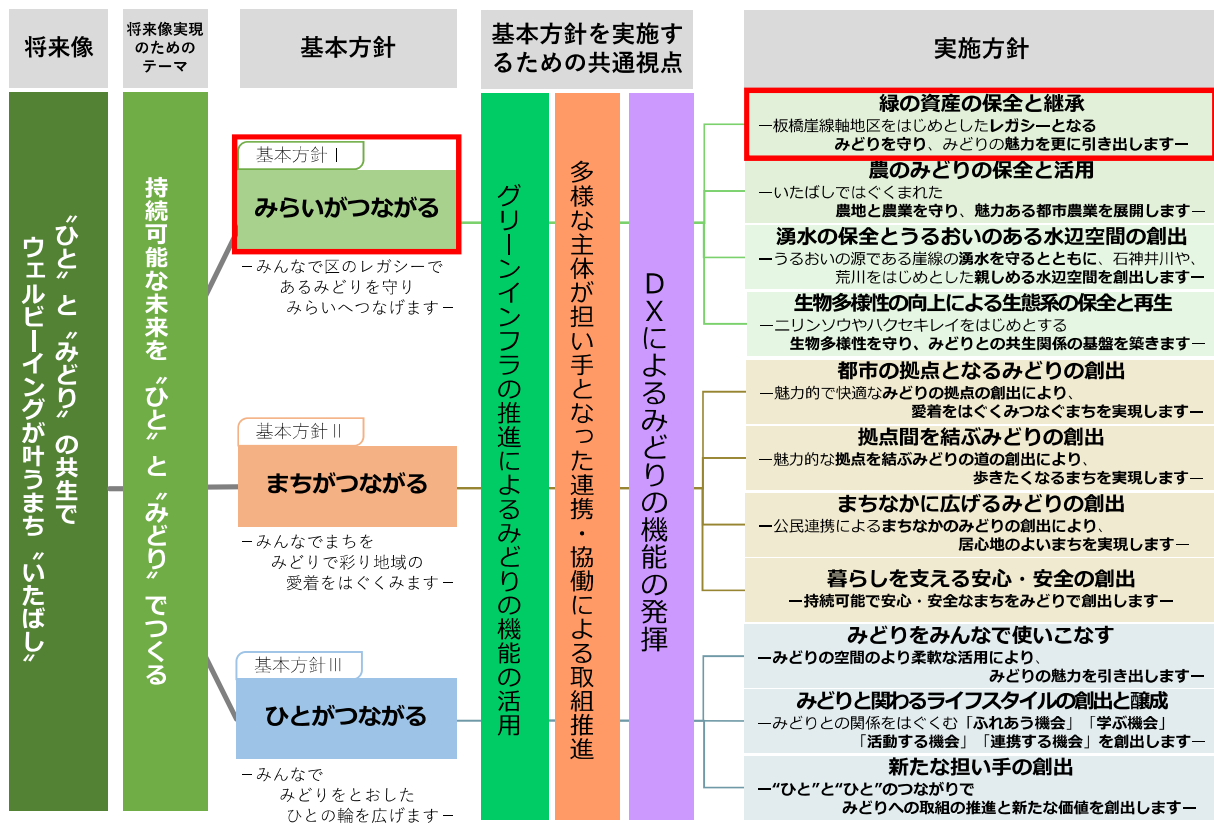 将来像
将来像実現
のための
テーマ
基本方針
基本方針を実施す
るための共通視点
実施方針
〝ひと〟と〝みどり〟の共生で
ウェルビーイングが叶うまち〝いたばし〟
持続可能な未来を〝ひと〟と〝みどり〟でつくる
基本方針Ⅰ
みらいがつながる
－みんなで区のレガシーで
あるみどりを守り
みらいへつなげます－
基本方針Ⅱ
まちがつながる
－みんなでまちを
みどりで彩り地域の
愛着をはぐくみます－
基本方針Ⅲ
ひとがつながる
－みんなで
みどりをとおした
ひとの輪を広げます－
グリーンインフラの推進によるみどりの機能の活用
多様な主体が担い手となった連携・協働による取組推進
DXによるみどりの機能の発揮
緑の資産の保全と継承
―板橋崖線軸地区をはじめとしたレガシーとなる
みどりを守り、みどりの魅力を更に引き出します―
農のみどりの保全と活用
―いたばしではぐくまれた
農地と農業を守り、魅力ある都市農業を展開します―
湧水の保全とうるおいのある水辺空間の創出
―うるおいの源である崖線の湧水を守るとともに、石神井川や、
荒川をはじめとした親しめる水辺空間を創出します―
生物多様性の向上による生態系の保全と再生
―ニリンソウやハクセキレイをはじめとする
生物多様性を守り、みどりとの共生関係の基盤を築きます―
都市の拠点となるみどりの創出
―魅力的で快適なみどりの拠点の創出により、
愛着をはぐくみつなぐまちを実現します―
拠点間を結ぶみどりの創出
―魅力的な拠点を結ぶみどりの道の創出により、
歩きたくなるまちを実現します―
まちなかに広げるみどりの創出
―公民連携によるまちなかのみどりの創出により、
居心地のよいまちを実現します―
暮らしを支える安心・安全の創出
―持続可能で安心・安全なまちをみどりで創出します―
みどりをみんなで使いこなす
―みどりの空間のより柔軟な活用により、
みどりの魅力を引き出します―
みどりと関わるライフスタイルの創出と醸成
―みどりとの関係をはぐくむ「ふれあう機会」「学ぶ機会」
「活動する機会」「連携する機会」を創出します―
新たな担い手の創出
―“ひと”と“ひと”のつながりで
みどりへの取組の推進と新たな価値を創出します―